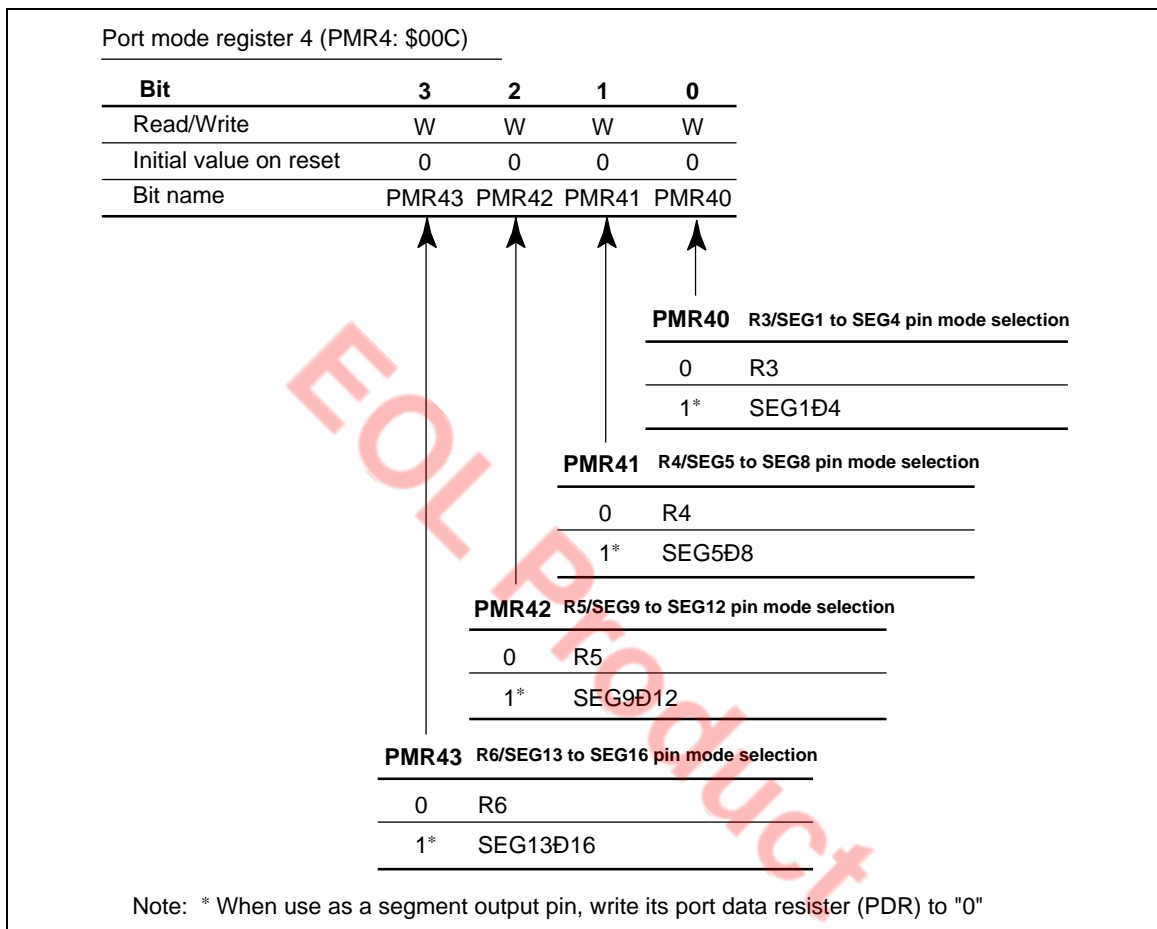 Port mode register 4 (PMR4: $00C)
Bit 3 2 1 0
Read/Write W W W W
Initial value on reset 0 0 0 0
Bit name PMR43 PMR42 PMR41 PMR40
PMR40 R3/SEG1 to SEG4 pin mode selection
0 R3
1* SEG1Ð4
PMR41 R4/SEG5 to SEG8 pin mode selection
0 R4
1* SEG5Ð8
PMR42 R5/SEG9 to SEG12 pin mode selection
0 R5
1* SEG9Ð12
PMR43 R6/SEG13 to SEG16 pin mode selection
0 R6
1* SEG13Ð16
Note: * When use as a segment output pin, write its port data resister (PDR) to "0"
EOL Product